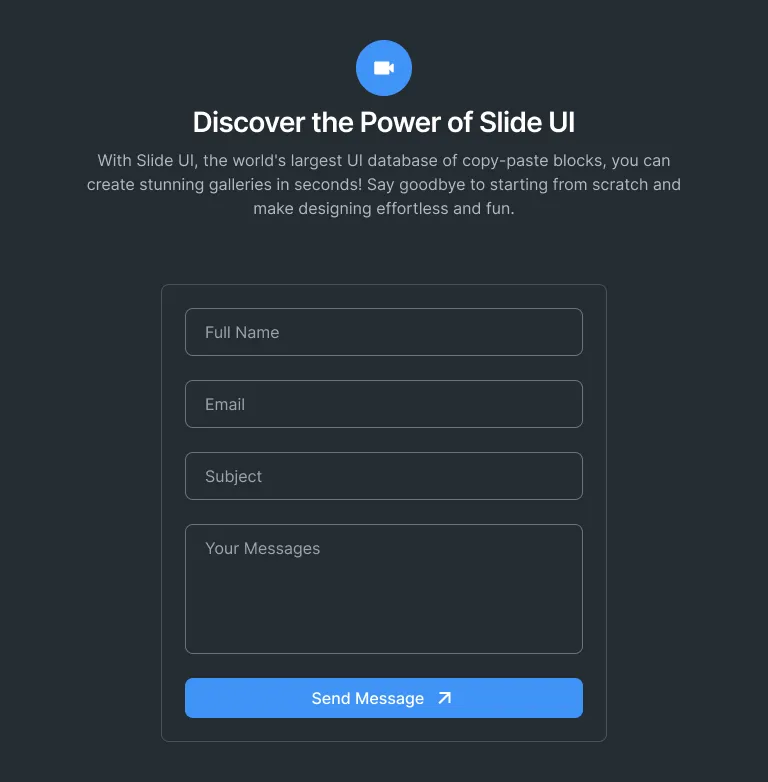 Discover the Power of Slide UI
With Slide UI, the world's largest UI database of copy-paste blocks, you can
create stunning galleries in seconds! Say goodbye to starting from scratch and
make designing effortless and fun.
Full Name
Email
Subject
Your Messages
Send Message